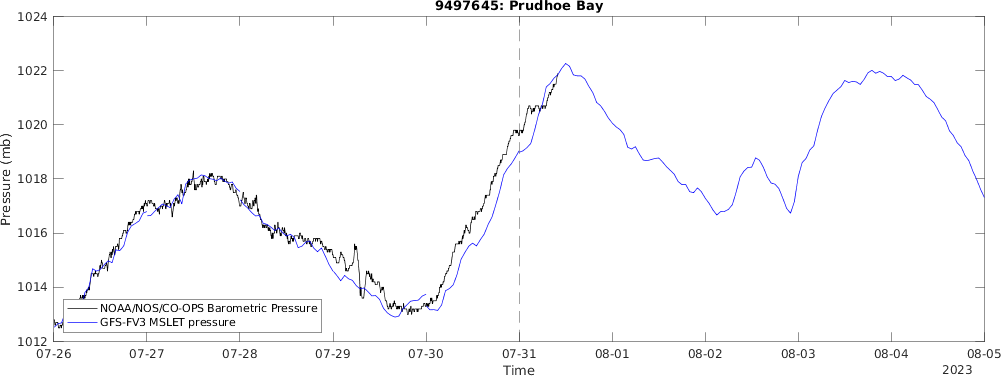 9497645: Prudhoe Bay
Pressure (mb)
1024
1022
1020
1018
1016
1014
1012
NOAA/NOS/CO-OPS Barometric Pressure
GFS-FV3 MSLET pressure
07-26 07-27 07-28 07-29 07-30 07-31 08-01 08-02 08-03 08-04 08-05
Time
2023